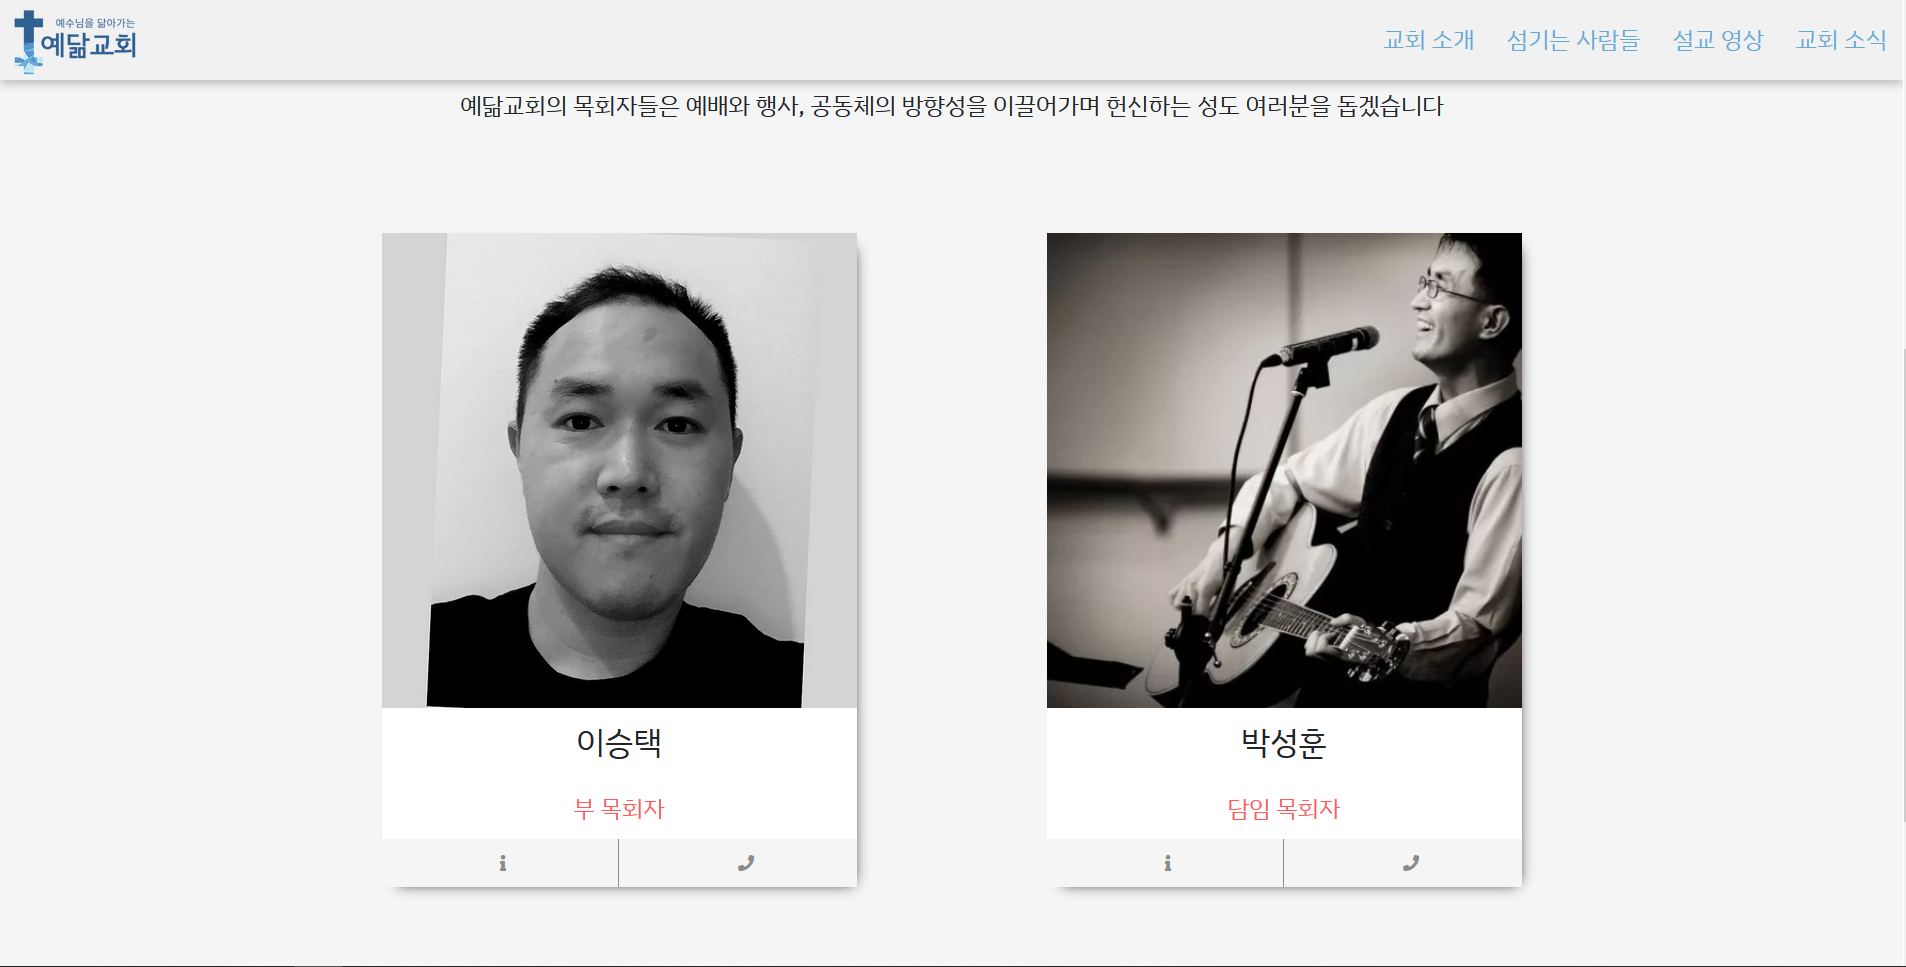 예수님을 닮아가는
예닮교회
교회 소개
섬기는 사람들
설교 영상
교회 소식
예닮교회의 목회자들은 예배와 행사, 공동체의 방향성을 이끌어가며 헌신하는 성도 여러분을 돕겠습니다
이승택
부 목회자
박성훈
담임 목회자